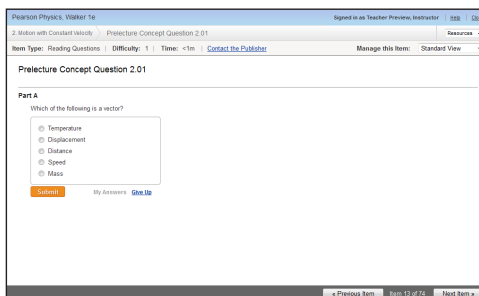 Pearson Physics, Walker 1e
Signed in as Teacher Preview, Instructor | Help |
2. Motion with Constant Velocity Prelecture Concept Question 2.01
Resources
Item Type: Reading Questions | Difficulty: 1 | Time: <1m | Contact the Publisher
Manage this Item: Standard View
Prelecture Concept Question 2.01
Part A
Which of the following is a vector?
Temperature
Displacement
Distance
Speed
Mass
Submit
My Answers Give Up
« Previous Item Item 13 of 74 Next Item »